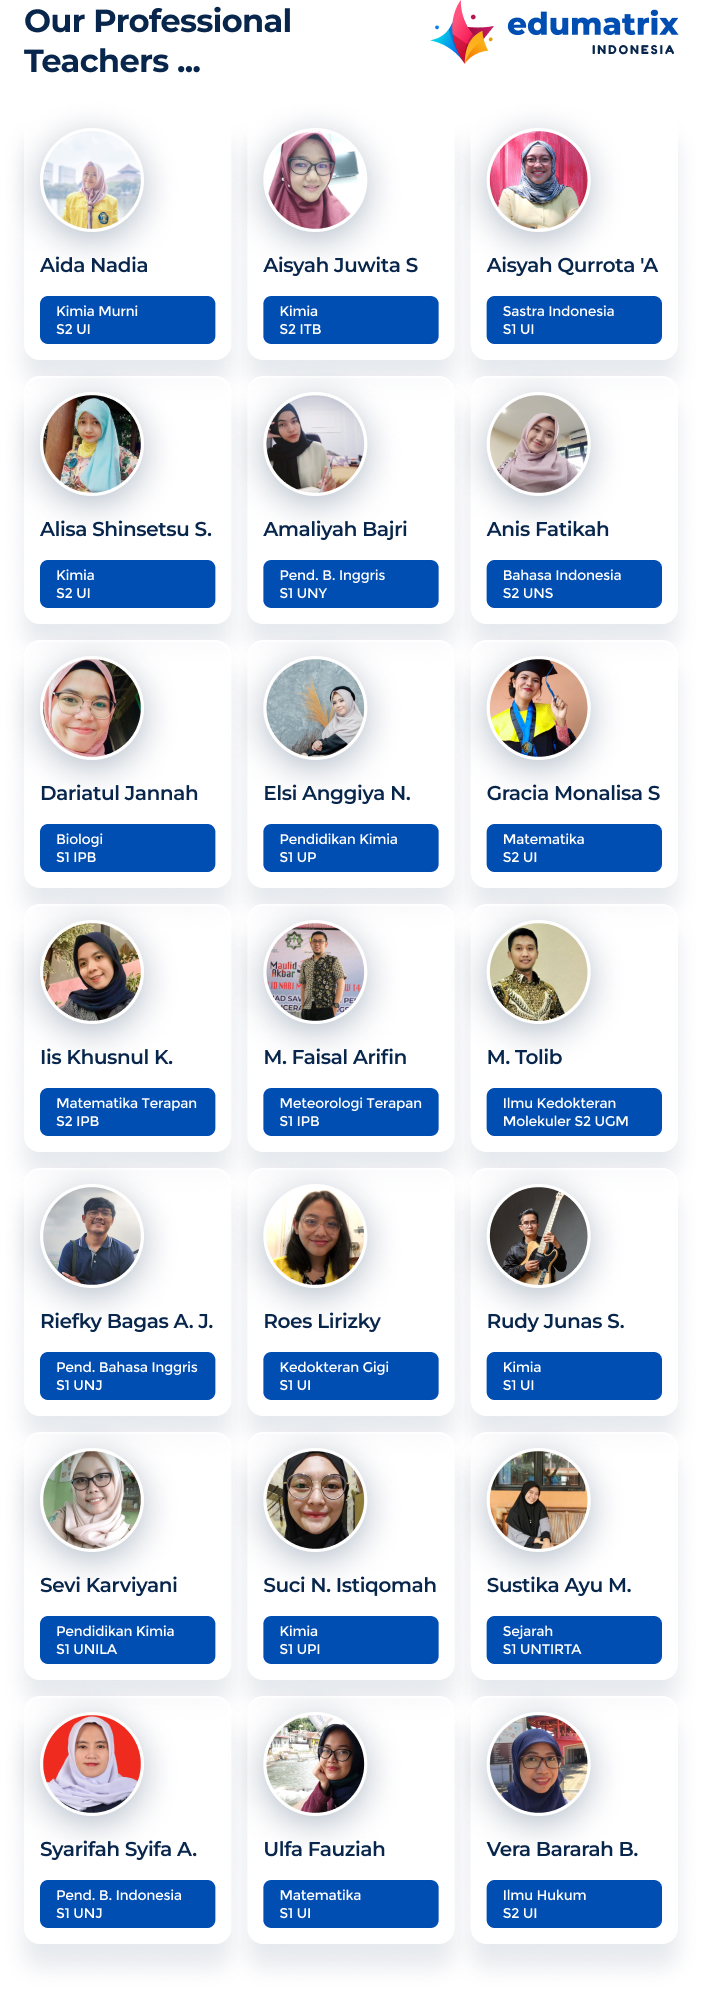 Our Professional
Teachers ...
edumatrix
INDONESIA
Aida Nadia
Kimia Murni
S2 UI
Aisyah Juwita S
Kimia
S2 ITB
Aisyah Qurrota 'A
Sastra Indonesia
S1 UI
Alisa Shinsetsu S.
Kimia
S2 UI
Amaliyah Bajri
Pend. B. Inggris
S1 UNY
Anis Fatikah
Bahasa Indonesia
S2 UNS
Dariatul Jannah
Biologi
S1 IPB
Elsi Anggiya N.
Pendidikan Kimia
S1 UP
Gracia Monalisa S
Matematika
S2 UI
Iis Khusnul K.
Matematika Terapan
S2 IPB
Maulid
Akbar
M. Faisal Arifin
Meteorologi Terapan
S1 IPB
M. Tolib
Ilmu Kedokteran
Molekuler S2 UGM
Riefky Bagas A. J.
Pend. Bahasa Inggris
S1 UNJ
Roes Lirizky
Kedokteran Gigi
S1 UI
Rudy Junas S.
Kimia
S1 UI
Sevi Karviyani
Pendidikan Kimia
S1 UNILA
Suci N. Istiqomah
Kimia
S1 UPI
Sustika Ayu M.
Sejarah
S1 UNTIRTA
Syarifah Syifa A.
Pend. B. Indonesia
S1 UNJ
Ulfa Fauziah
Matematika
S1 UI
Vera Bararah B.
Ilmu Hukum
S2 UI